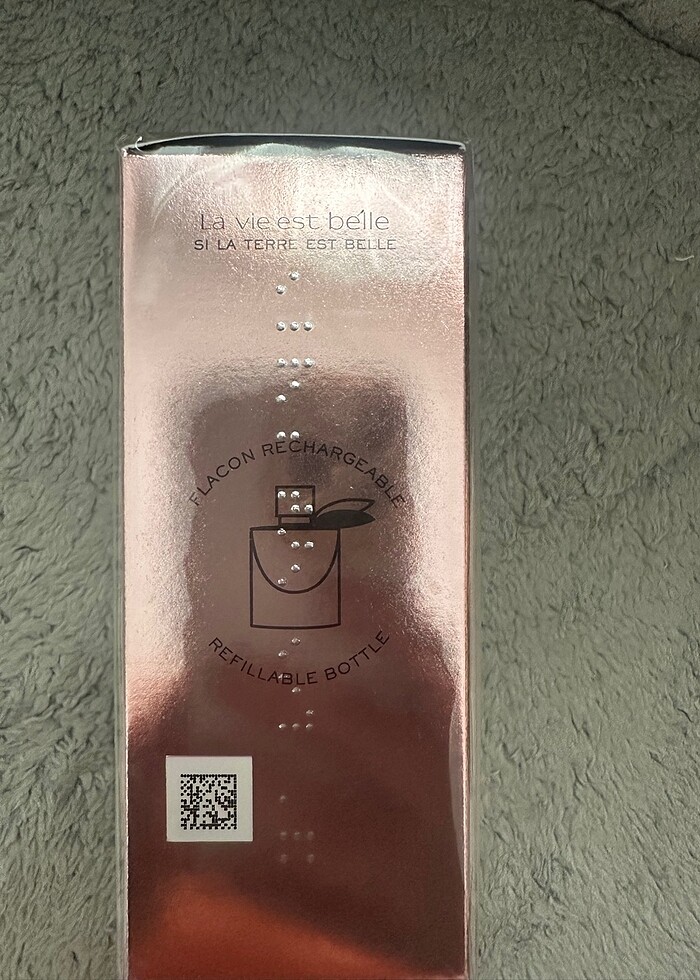 La vie est belle
SI LA TERRE EST BELLE
FLACON RECHARGEABLE
REFILLABLE BOTTLE